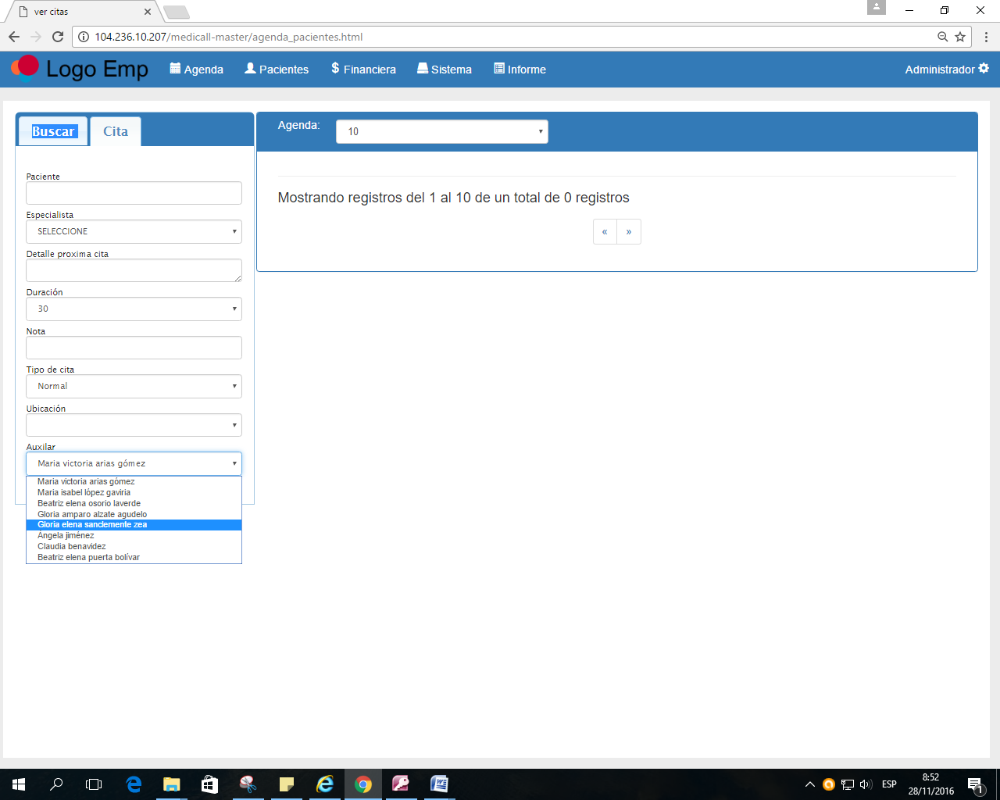 ver citas
104.236.10.207/medicall-master/agenda_pacientes.html
Logo Emp
Agenda
Pacientes
$ Financiera
Sistema
Informe
Administrador
Buscar
Cita
Paciente
Especialista
SELECCIONE
Detalle proxima cita
Duración
30
Nota
Tipo de cita
Normal
Ubicación
Auxilar
Maria victoria arias gómez
Maria victoria arias gómez
Maria isabel lópez gaviria
Beatriz elena osorio laverde
Gloria amparo alzate agudelo
Gloria elena sanclemente zea
Angela jiménez
Claudia benavidez
Beatriz elena puerta bolívar
Agenda:
10
Mostrando registros del 1 al 10 de un total de 0 registros
« »
ESP
8:52
28/11/2016
1